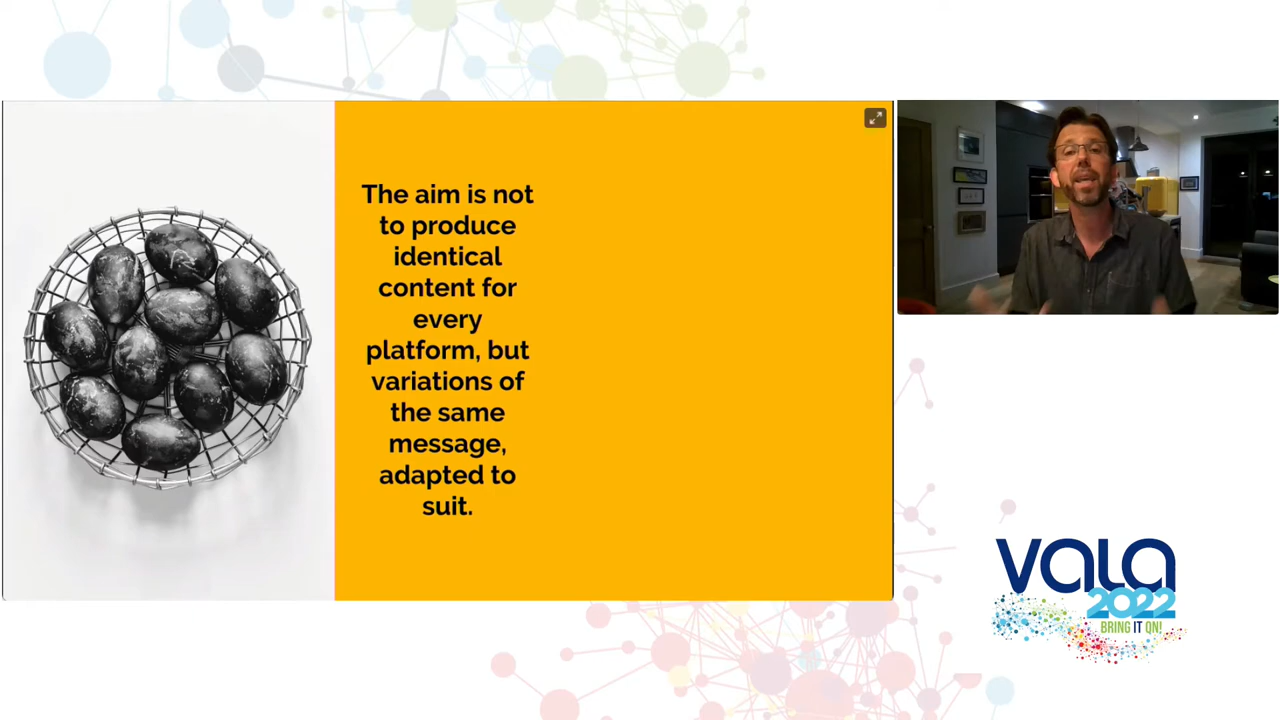 The aim is not
to produce
identical
content for
every
platform, but
variations of
the same
message,
adapted to
suit.
VALA
2022
BRING IT ON!